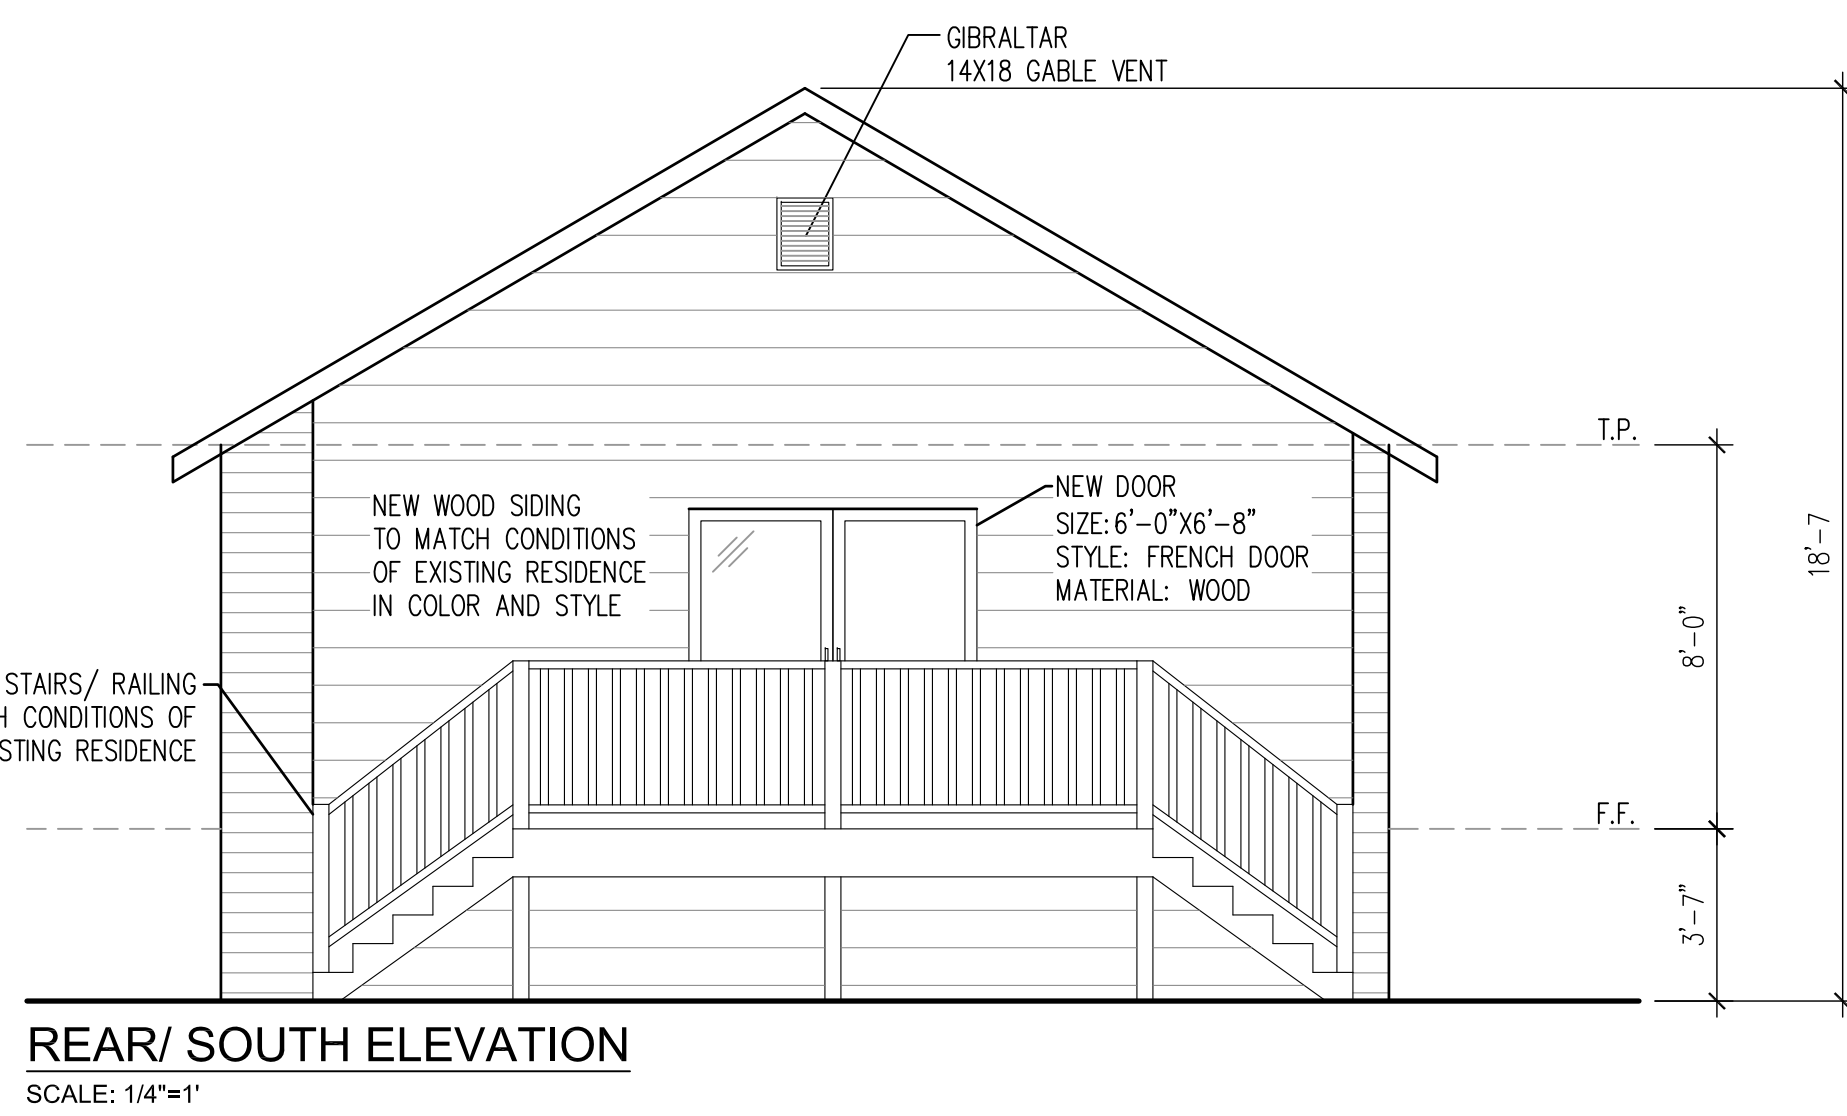 GIBRALTAR
14X18 GABLE VENT
T.P.
NEW WOOD SIDING
TO MATCH CONDITIONS
OF EXISTING RESIDENCE
IN COLOR AND STYLE
NEW DOOR
SIZE: 6'-0"X6'-8"
STYLE: FRENCH DOOR
MATERIAL: WOOD
18'-7
8'-0"
STAIRS/ RAILING
CONDITIONS OF
RESIDENCE
F.F.
3'-7"
REAR/ SOUTH ELEVATION
SCALE: 1/4"=1'